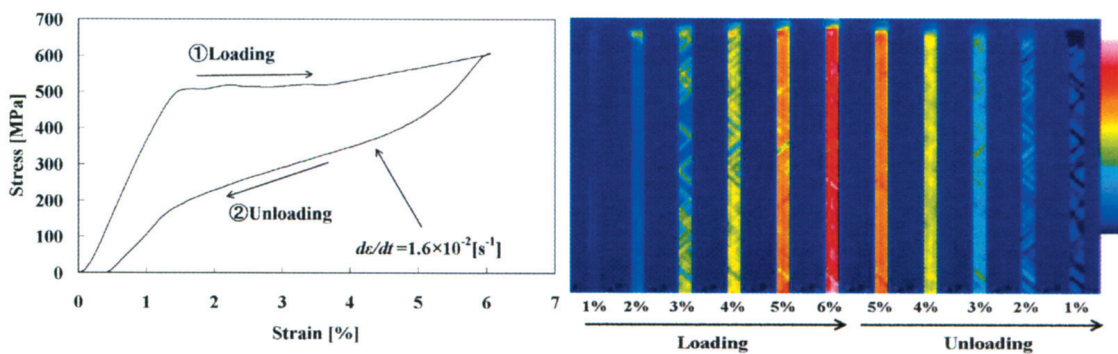 700
600
500
400
300
200
100
0
Stress [MPa]
①Loading
②Unloading
dε/dt=1.6×10⁻²[s⁻¹]
0 1 2 3 4 5 6 7
Strain [%]
1% 2% 3% 4% 5% 6% 5% 4% 3% 2% 1%
Loading Unloading